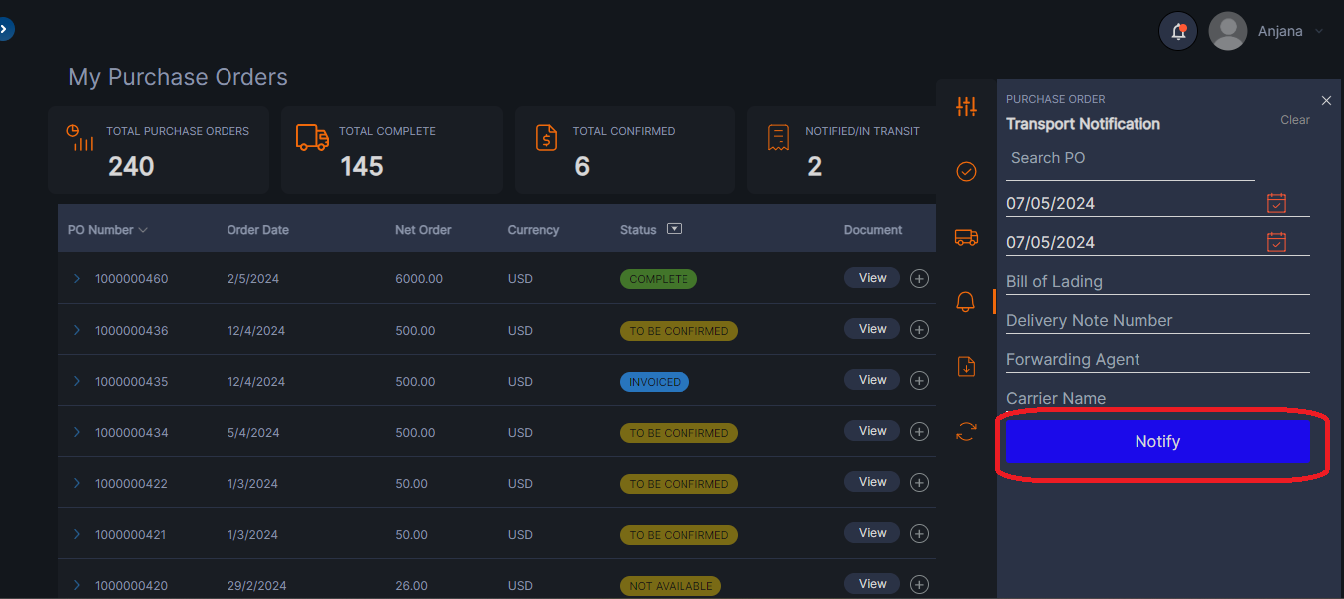 Anjana
My Purchase Orders
TOTAL PURCHASE ORDERS
240
TOTAL COMPLETE
145
TOTAL CONFIRMED
6
NOTIFIED/IN TRANSIT
2
PO Number Order Date Net Order Currency Status Document
1000000460 2/5/2024 6000.00 USD COMPLETE View
1000000436 12/4/2024 500.00 USD TO BE CONFIRMED View
1000000435 12/4/2024 500.00 USD INVOICED View
1000000434 5/4/2024 500.00 USD TO BE CONFIRMED View
1000000422 1/3/2024 50.00 USD TO BE CONFIRMED View
1000000421 1/3/2024 50.00 USD TO BE CONFIRMED View
1000000420 29/2/2024 26.00 USD NOT AVAILABLE View
PURCHASE ORDER
Transport Notification
Clear
Search PO
07/05/2024
07/05/2024
Bill of Lading
Delivery Note Number
Forwarding Agent
Carrier Name
Notify